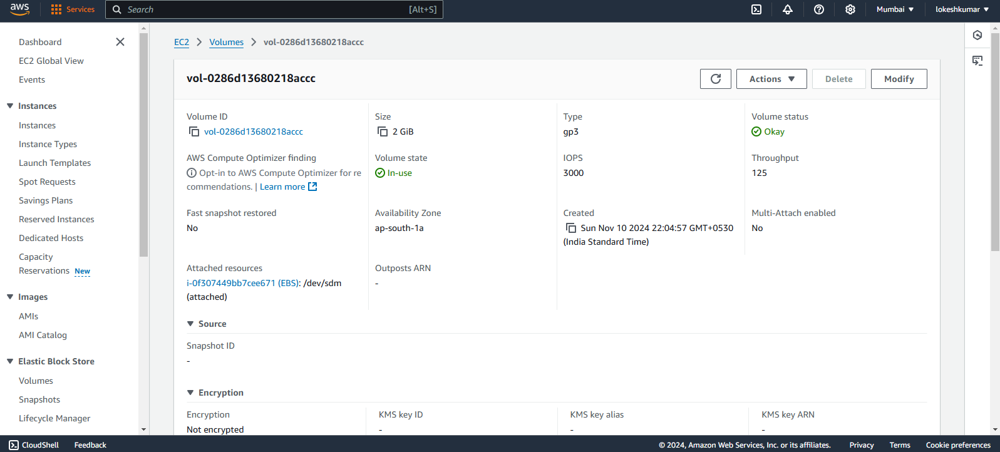 aws
Services
Search
[Alt+S]
Mumbai
lokeshkumar
Dashboard
EC2 Global View
Events
Instances
Instances
Instance Types
Launch Templates
Spot Requests
Savings Plans
Reserved Instances
Dedicated Hosts
Capacity
Reservations New
Images
AMIs
AMI Catalog
Elastic Block Store
Volumes
Snapshots
Lifecycle Manager
EC2 > Volumes > vol-0286d13680218accc
vol-0286d13680218accc
Actions
Delete
Modify
Volume ID
vol-0286d13680218accc
Size
2 GiB
Type
gp3
Volume status
Okay
AWS Compute Optimizer finding
Opt-in to AWS Compute Optimizer for re
commendations. | Learn more
Volume state
In-use
IOPS
3000
Throughput
125
Fast snapshot restored
No
Availability Zone
ap-south-1a
Created
Sun Nov 10 2024 22:04:57 GMT+0530
(India Standard Time)
Multi-Attach enabled
No
Attached resources
i-0f307449bb7cee671 (EBS): /dev/sdm
(attached)
Outposts ARN
-
Source
Snapshot ID
-
Encryption
Encryption
Not encrypted
KMS key ID
-
KMS key alias
-
KMS key ARN
-
CloudShell
Feedback
© 2024, Amazon Web Services, Inc. or its affiliates.
Privacy
Terms
Cookie preferences